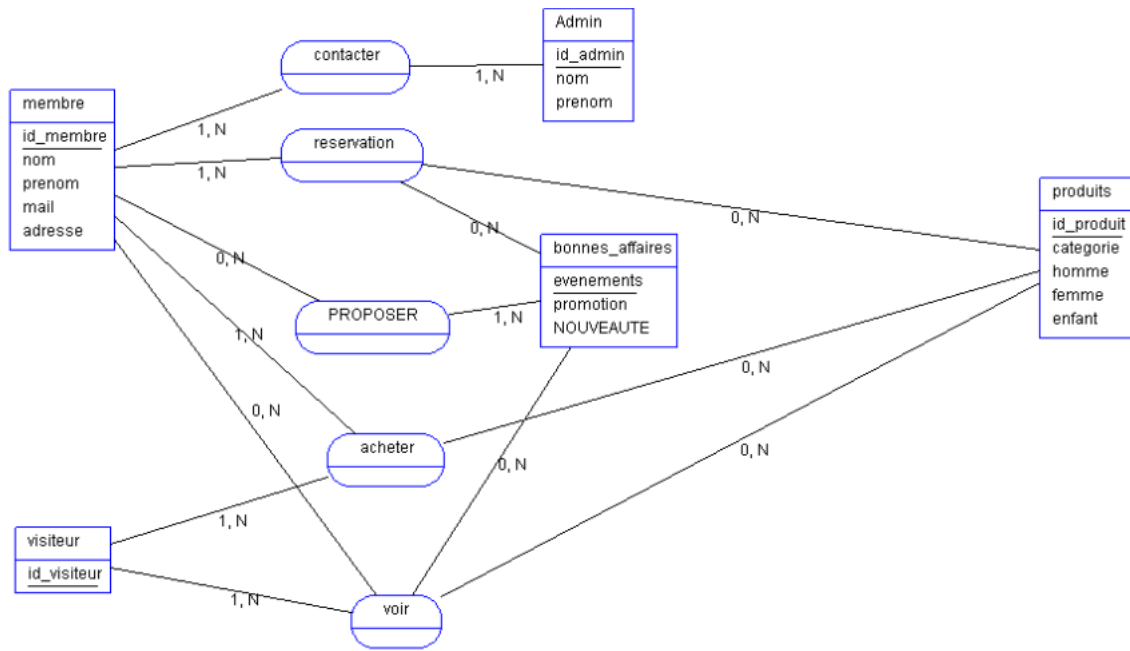 Admin
id_admin
nom
prenom
contacter
1, N
1, N
membre
id_membre
nom
prenom
mail
adresse
reservation
1, N
0, N
0, N
produits
id_produit
categorie
homme
femme
enfant
bonnes_affaires
evenements
promotion
NOUVEAUTE
0, N
PROPOSER
1, N
1, N
0, N
acheter
0, N
0, N
0, N
1, N
visiteur
id_visiteur
1, N
voir